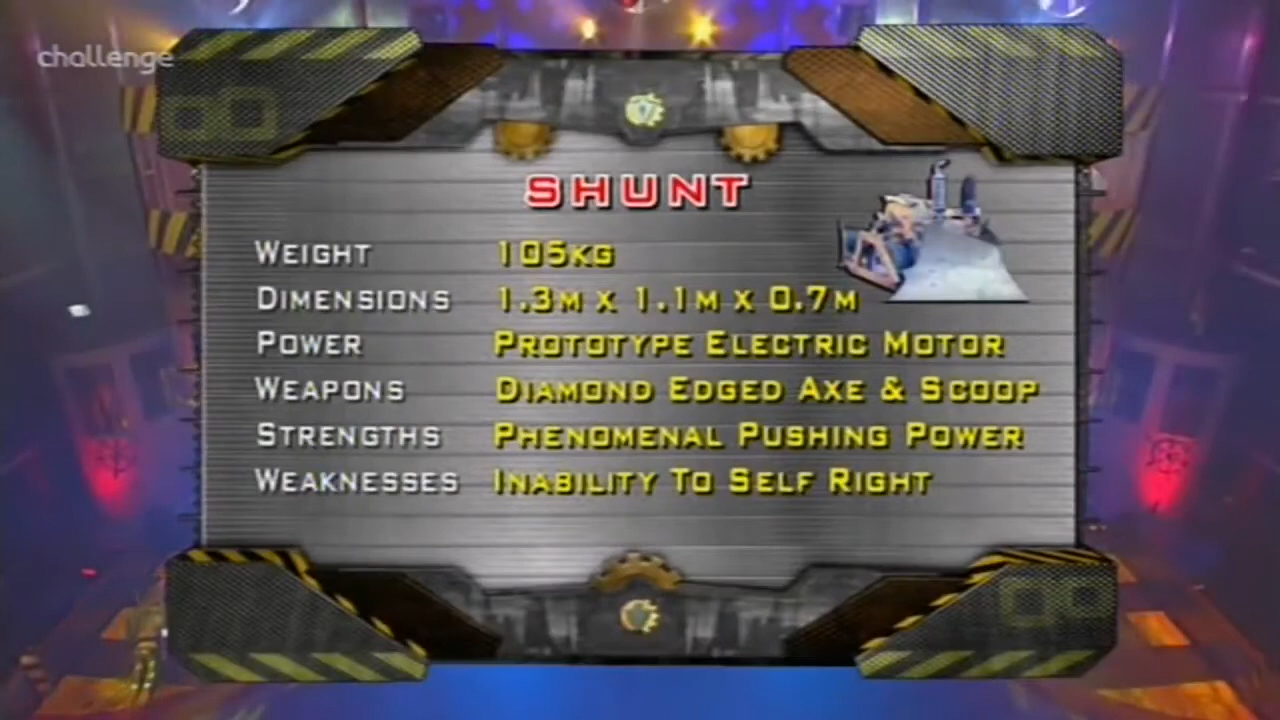 challenge
SHUNT
WEIGHT 105KG
DIMENSIONS 1.3M X 1.1M X 0.7M
POWER PROTOTYPE ELECTRIC MOTOR
WEAPONS DIAMOND EDGED AXE & SCOOP
STRENGTHS PHENOMENAL PUSHING POWER
WEAKNESSES INABILITY TO SELF RIGHT